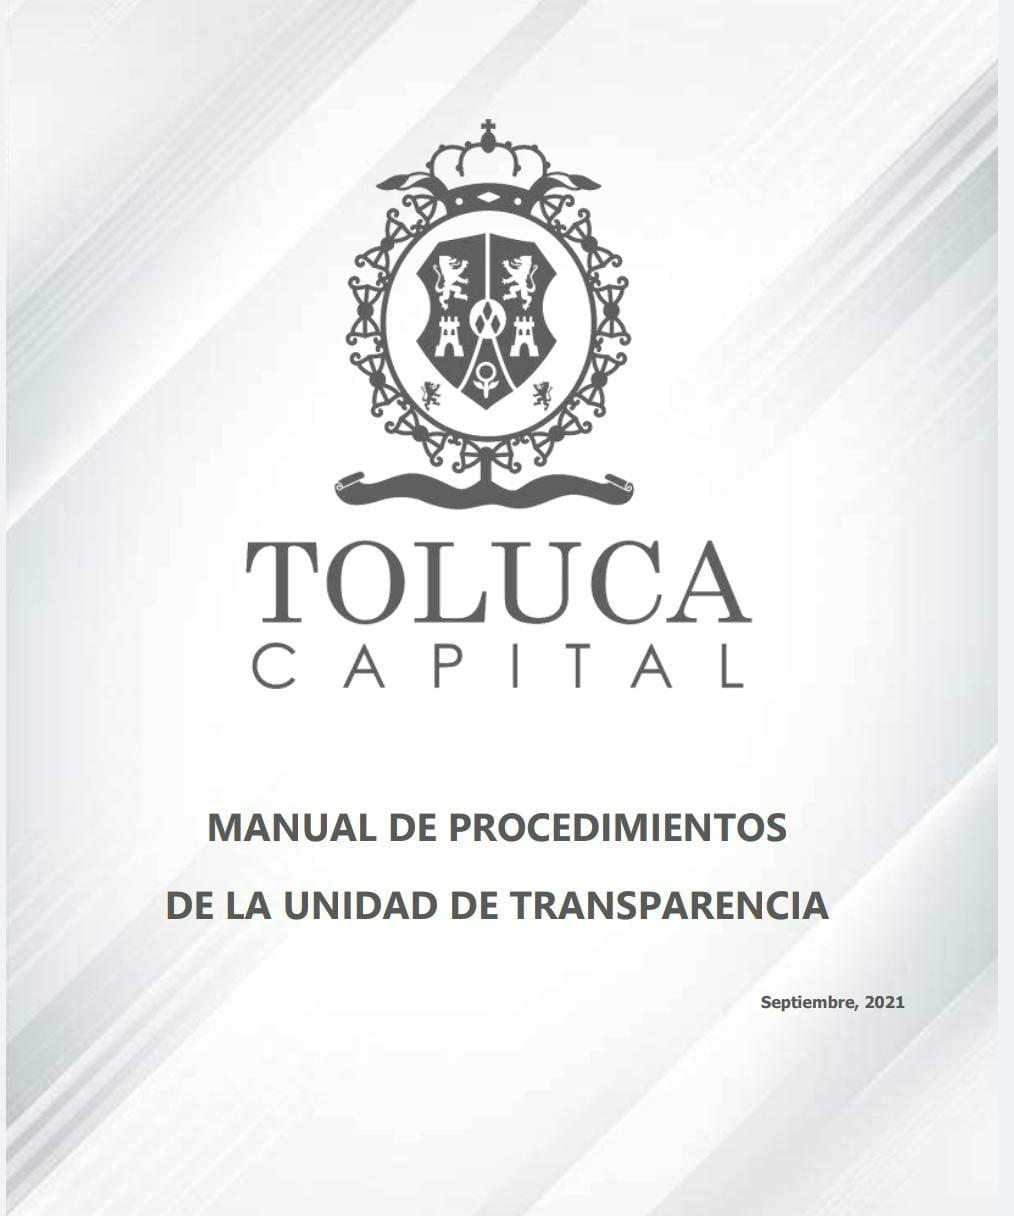 TOLUCA
CAPITAL
MANUAL DE PROCEDIMIENTOS
DE LA UNIDAD DE TRANSPARENCIA
Septiembre, 2021